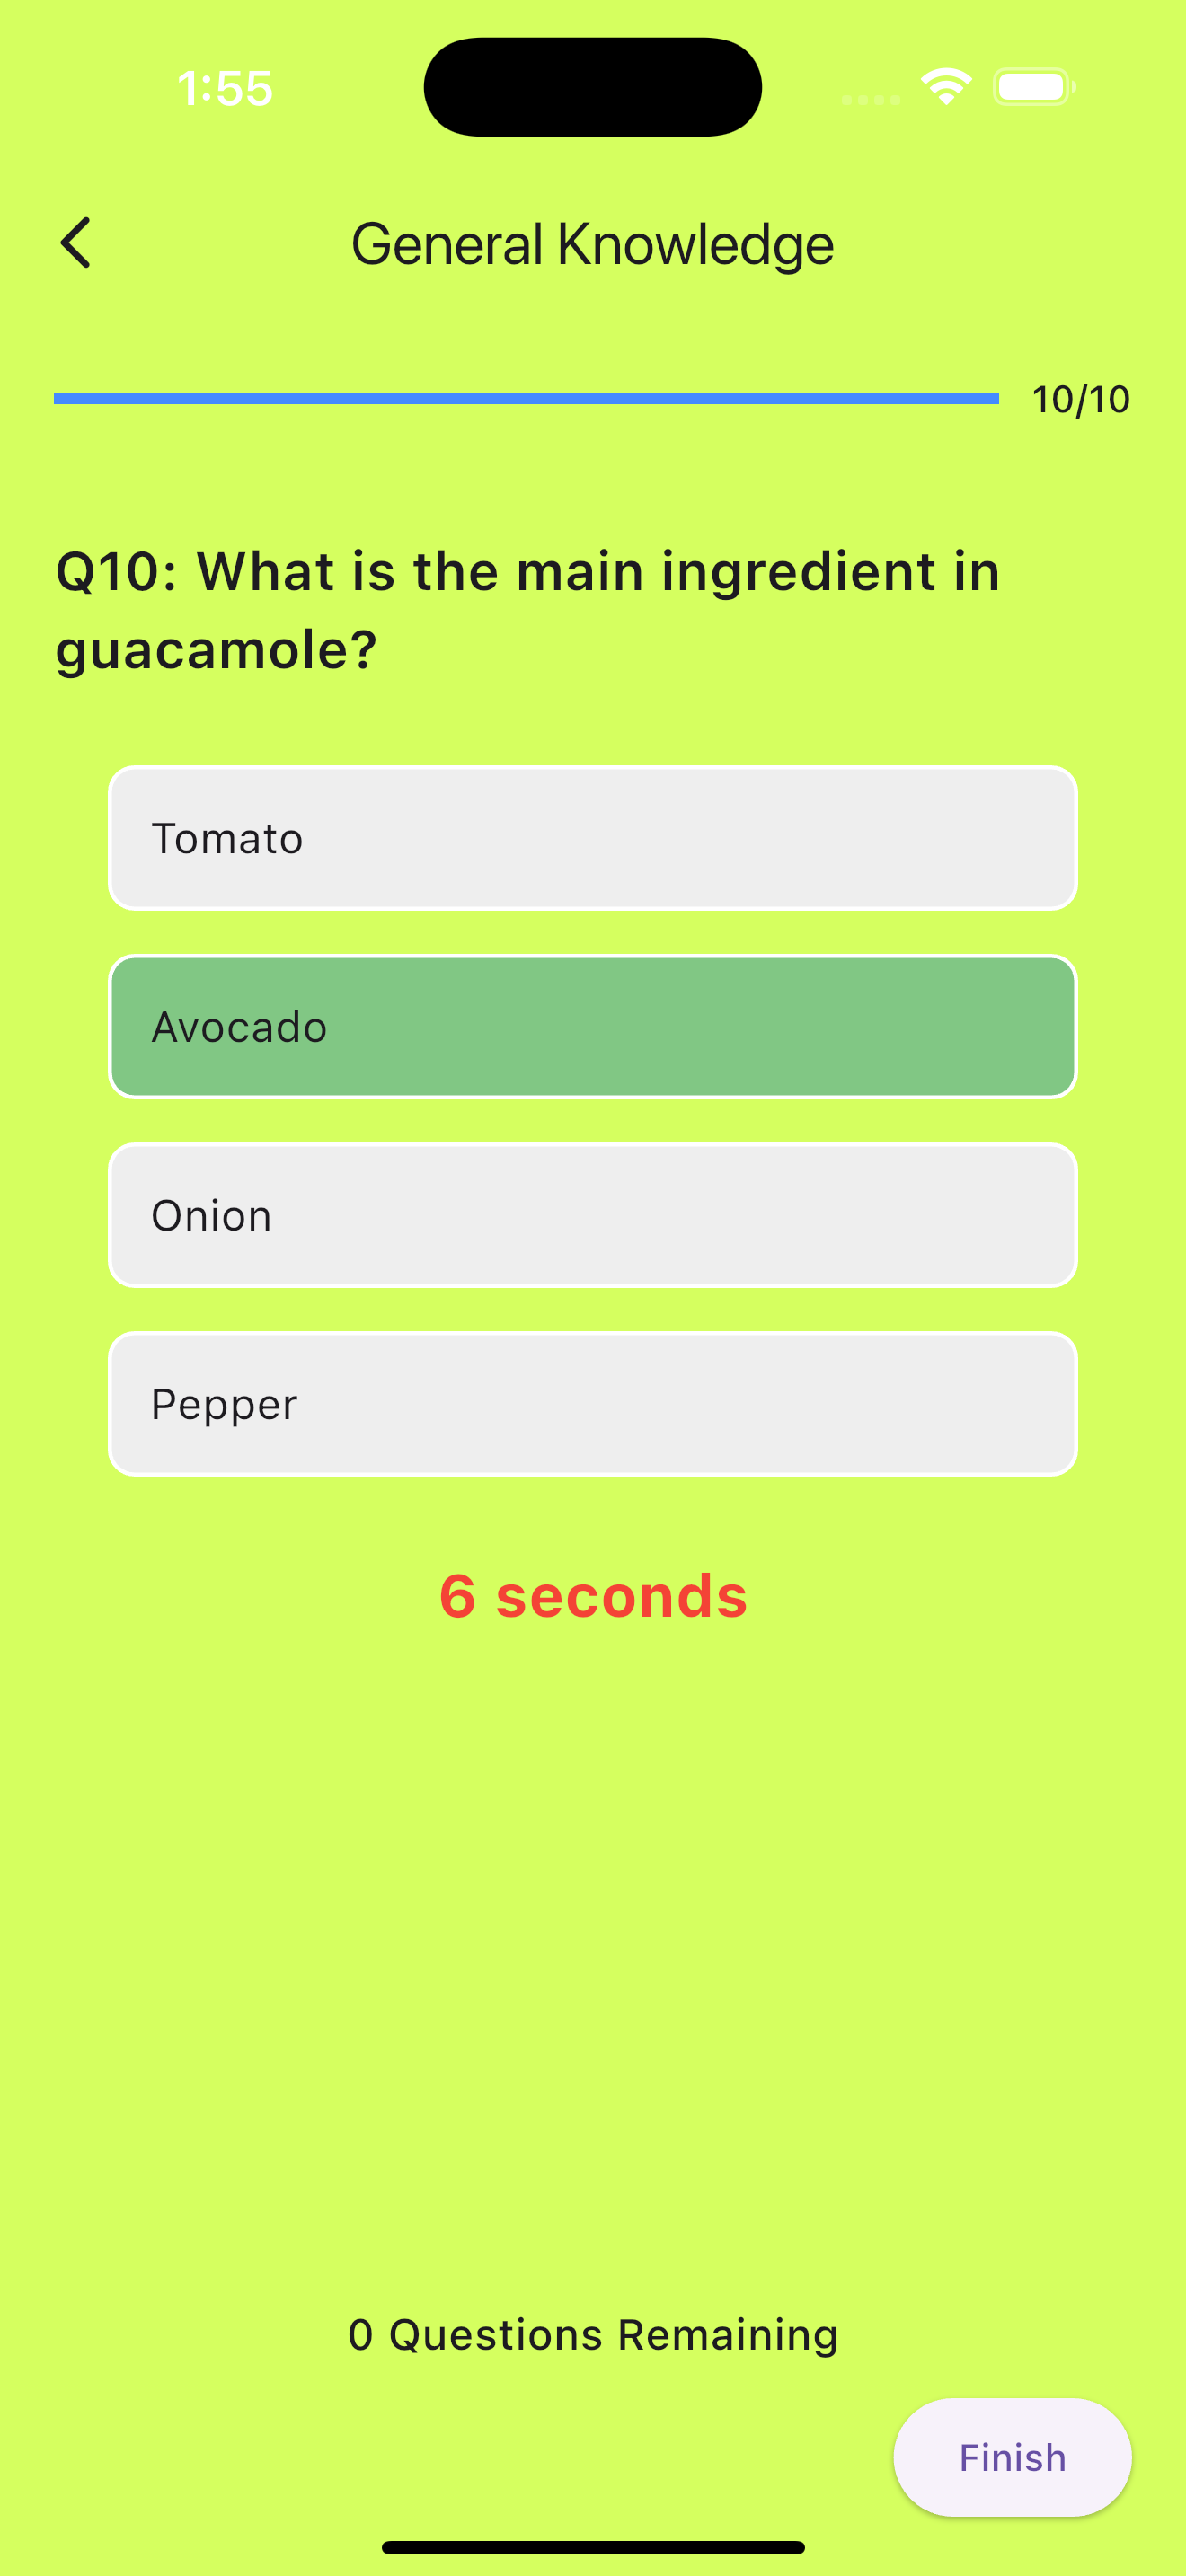 1:55
General Knowledge
10/10
Q10: What is the main ingredient in
guacamole?
Tomato
Avocado
Onion
Pepper
6 seconds
0 Questions Remaining
Finish